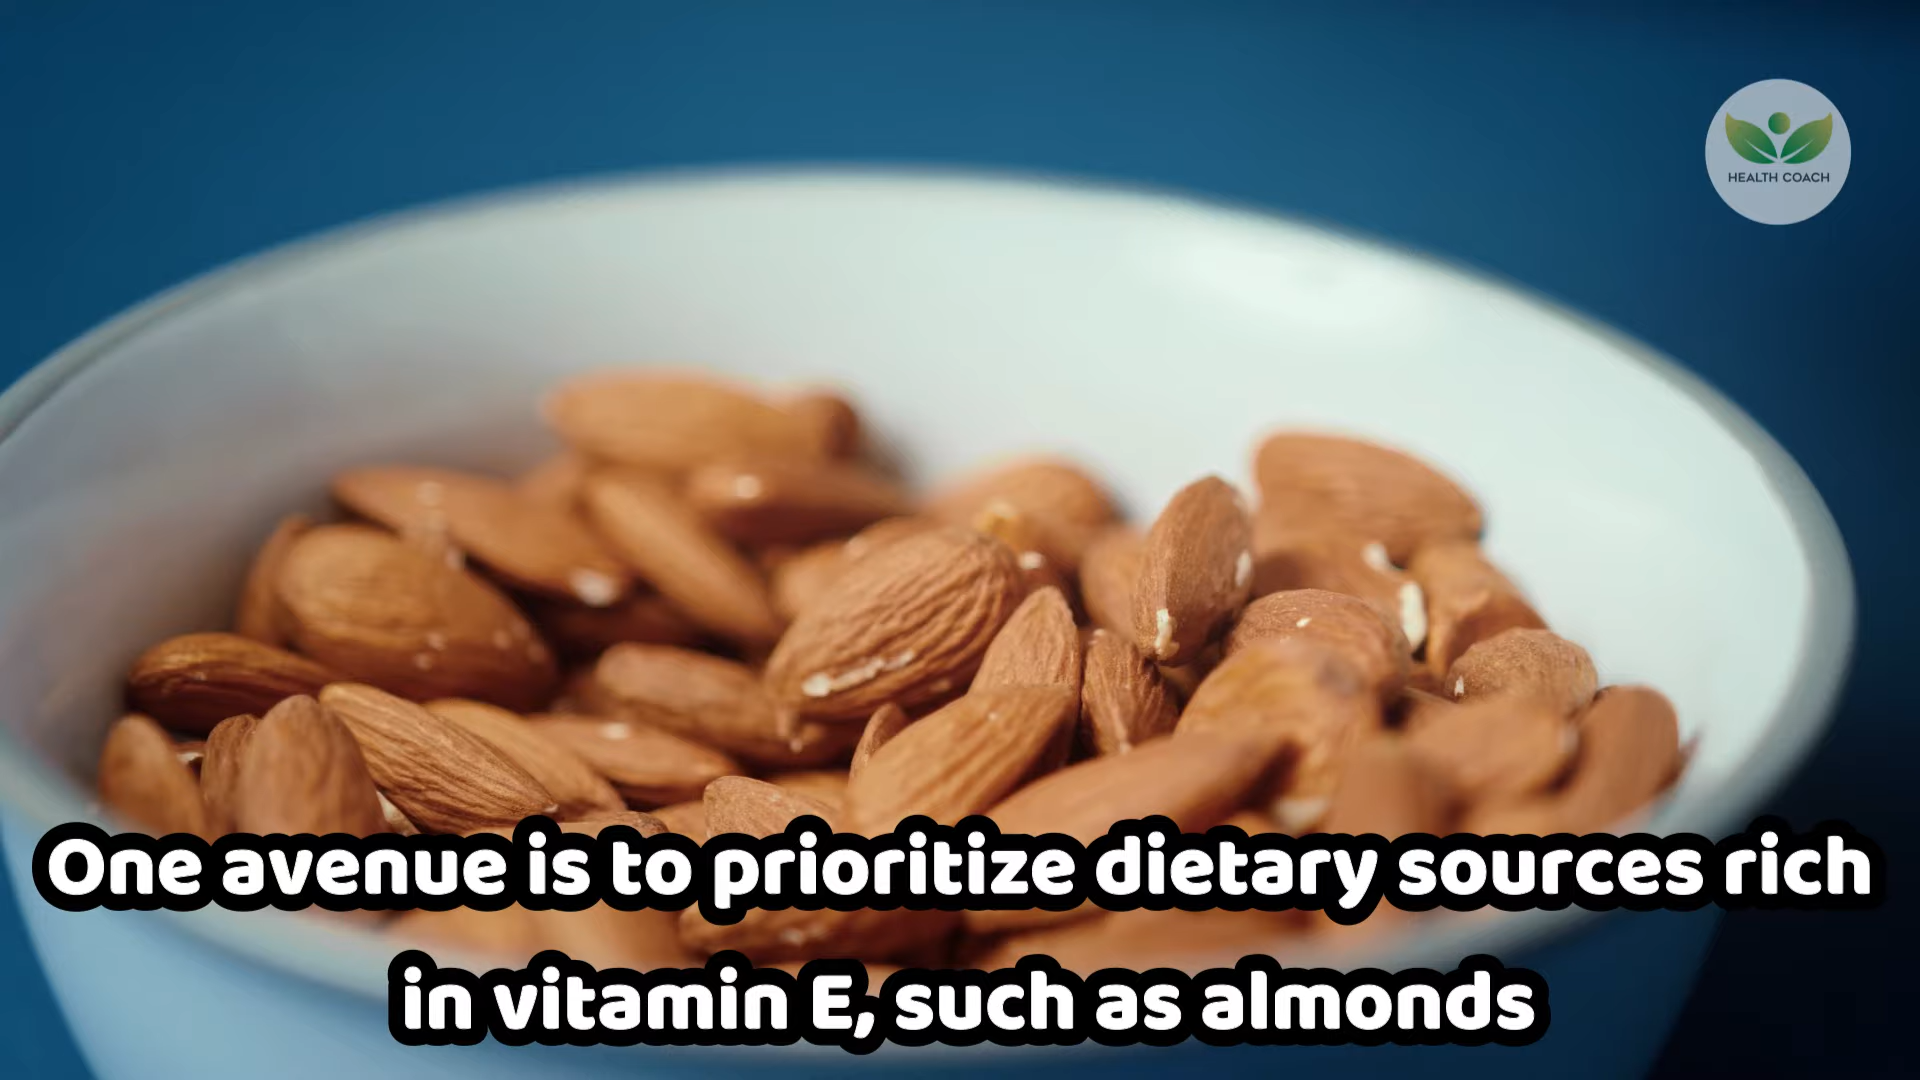 HEALTH COACH
One avenue is to prioritize dietary sources rich
in vitamin E, such as almonds